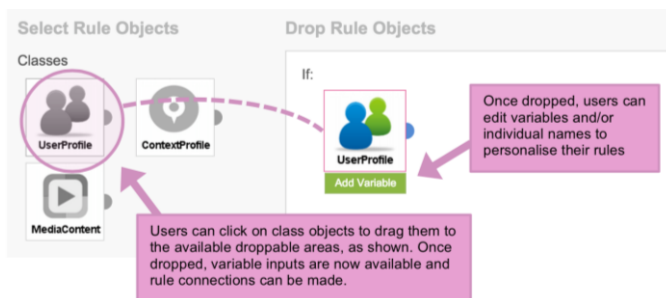 Select Rule Objects
Drop Rule Objects
Classes
If:
UserProfile
ContextProfile
MediaContent
UserProfile
Add Variable
Once dropped, users can
edit variables and/or
individual names to
personalise their rules
Users can click on class objects to drag them to
the available droppable areas, as shown. Once
dropped, variable inputs are now available and
rule connections can be made.